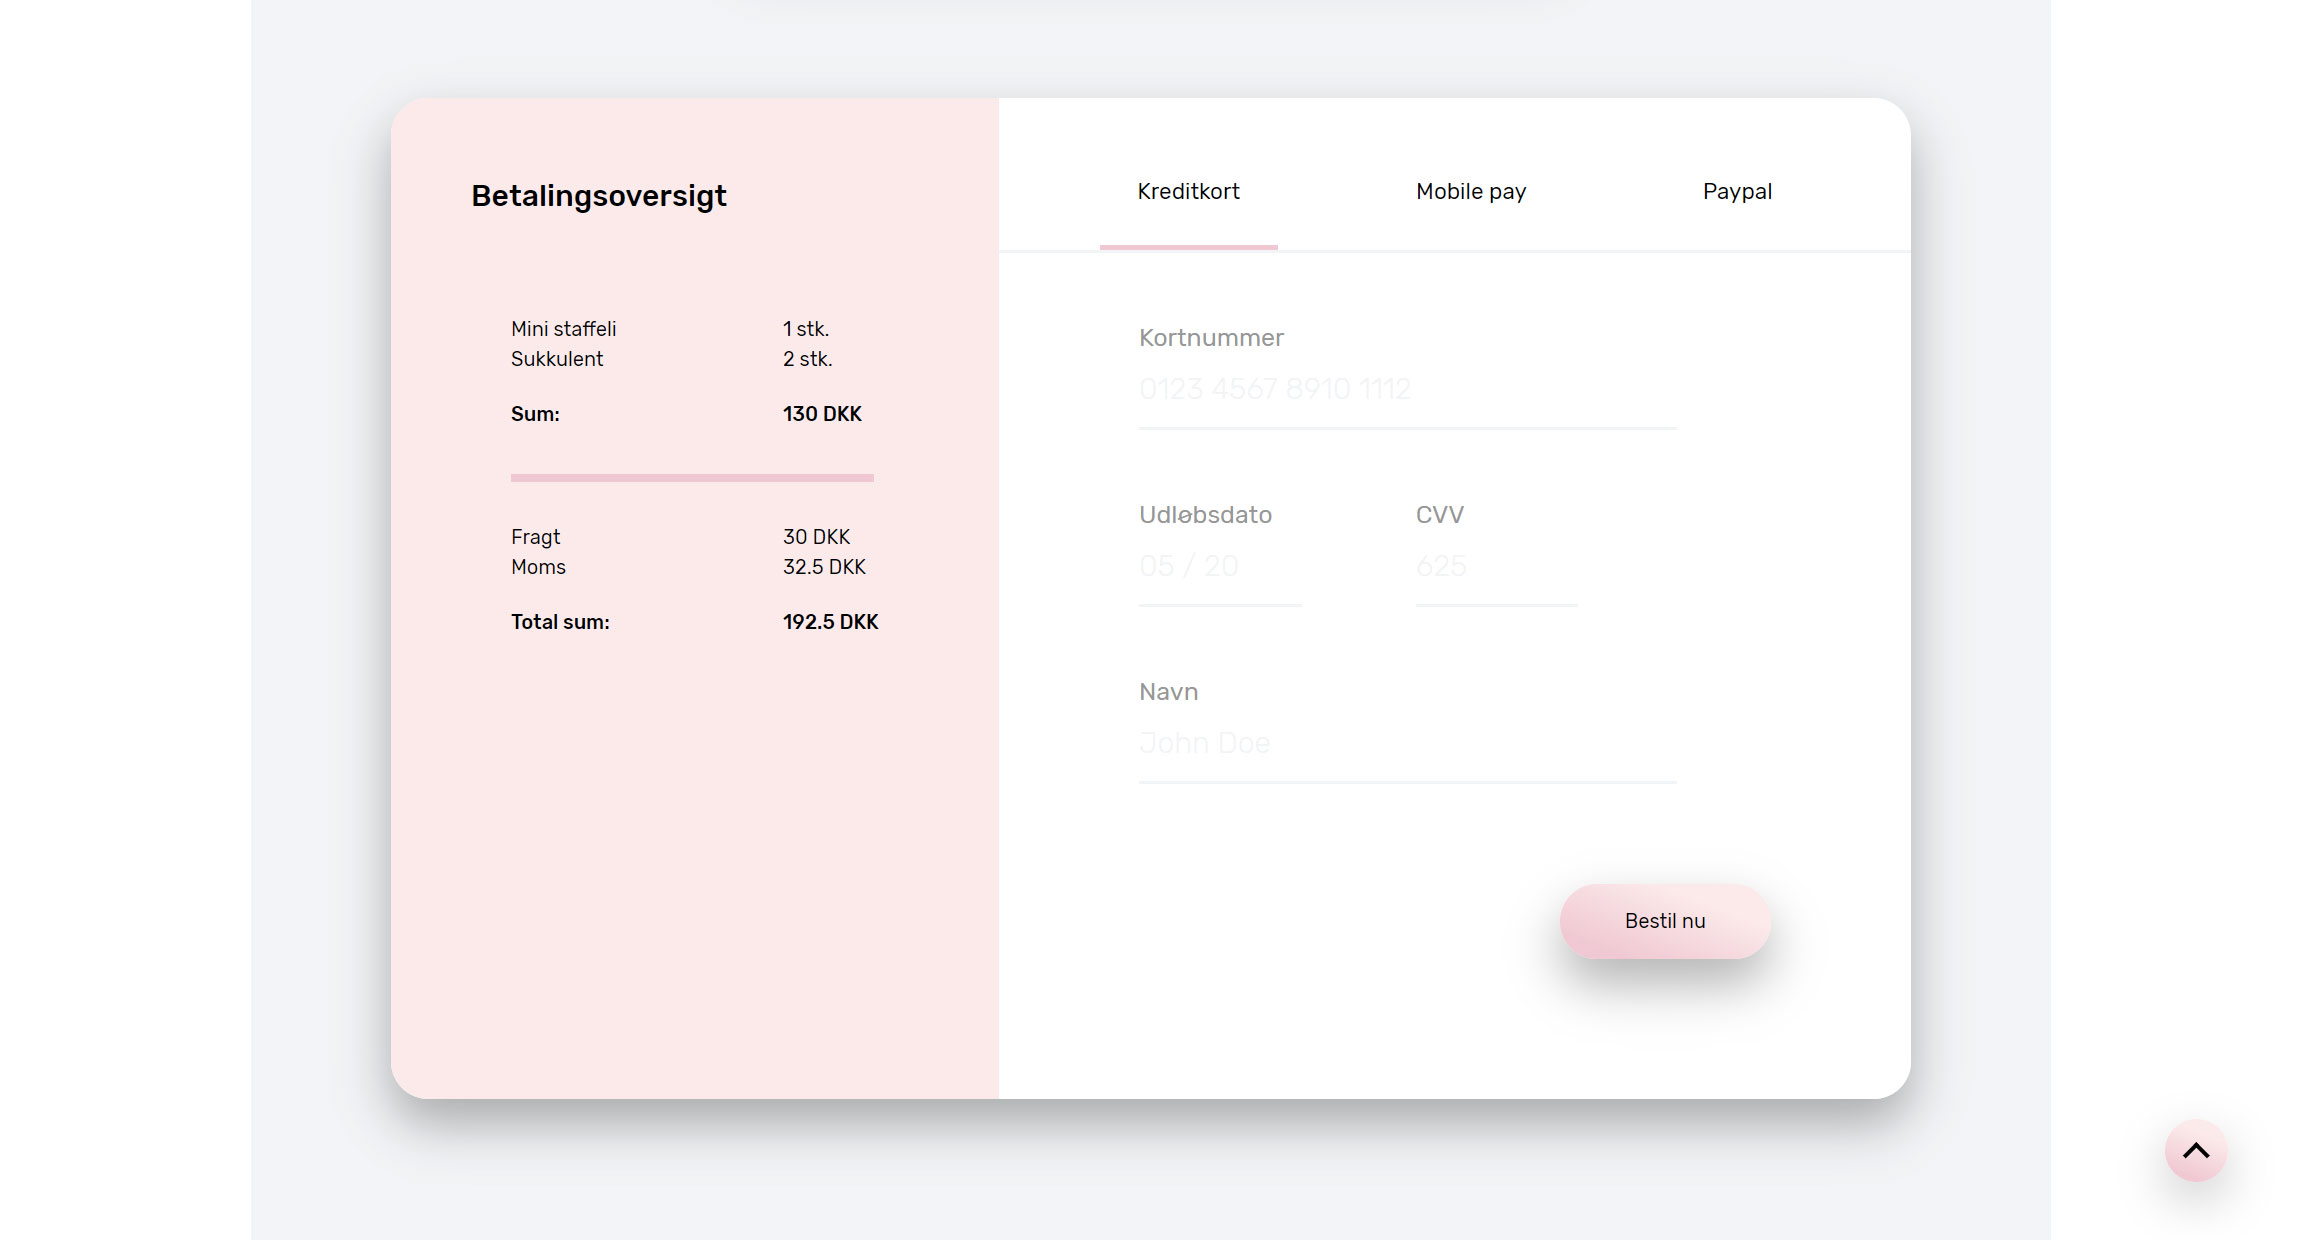 Betalingsoversigt
Mini staffeli 1 stk.
Sukkulent 2 stk.
Sum: 130 DKK
Fragt 30 DKK
Moms 32.5 DKK
Total sum: 192.5 DKK
Kreditkort Mobile pay Paypal
Kortnummer
0123 4567 8910 1112
Udløbsdato CVV
05 / 20 625
Navn
John Doe
Bestil nu